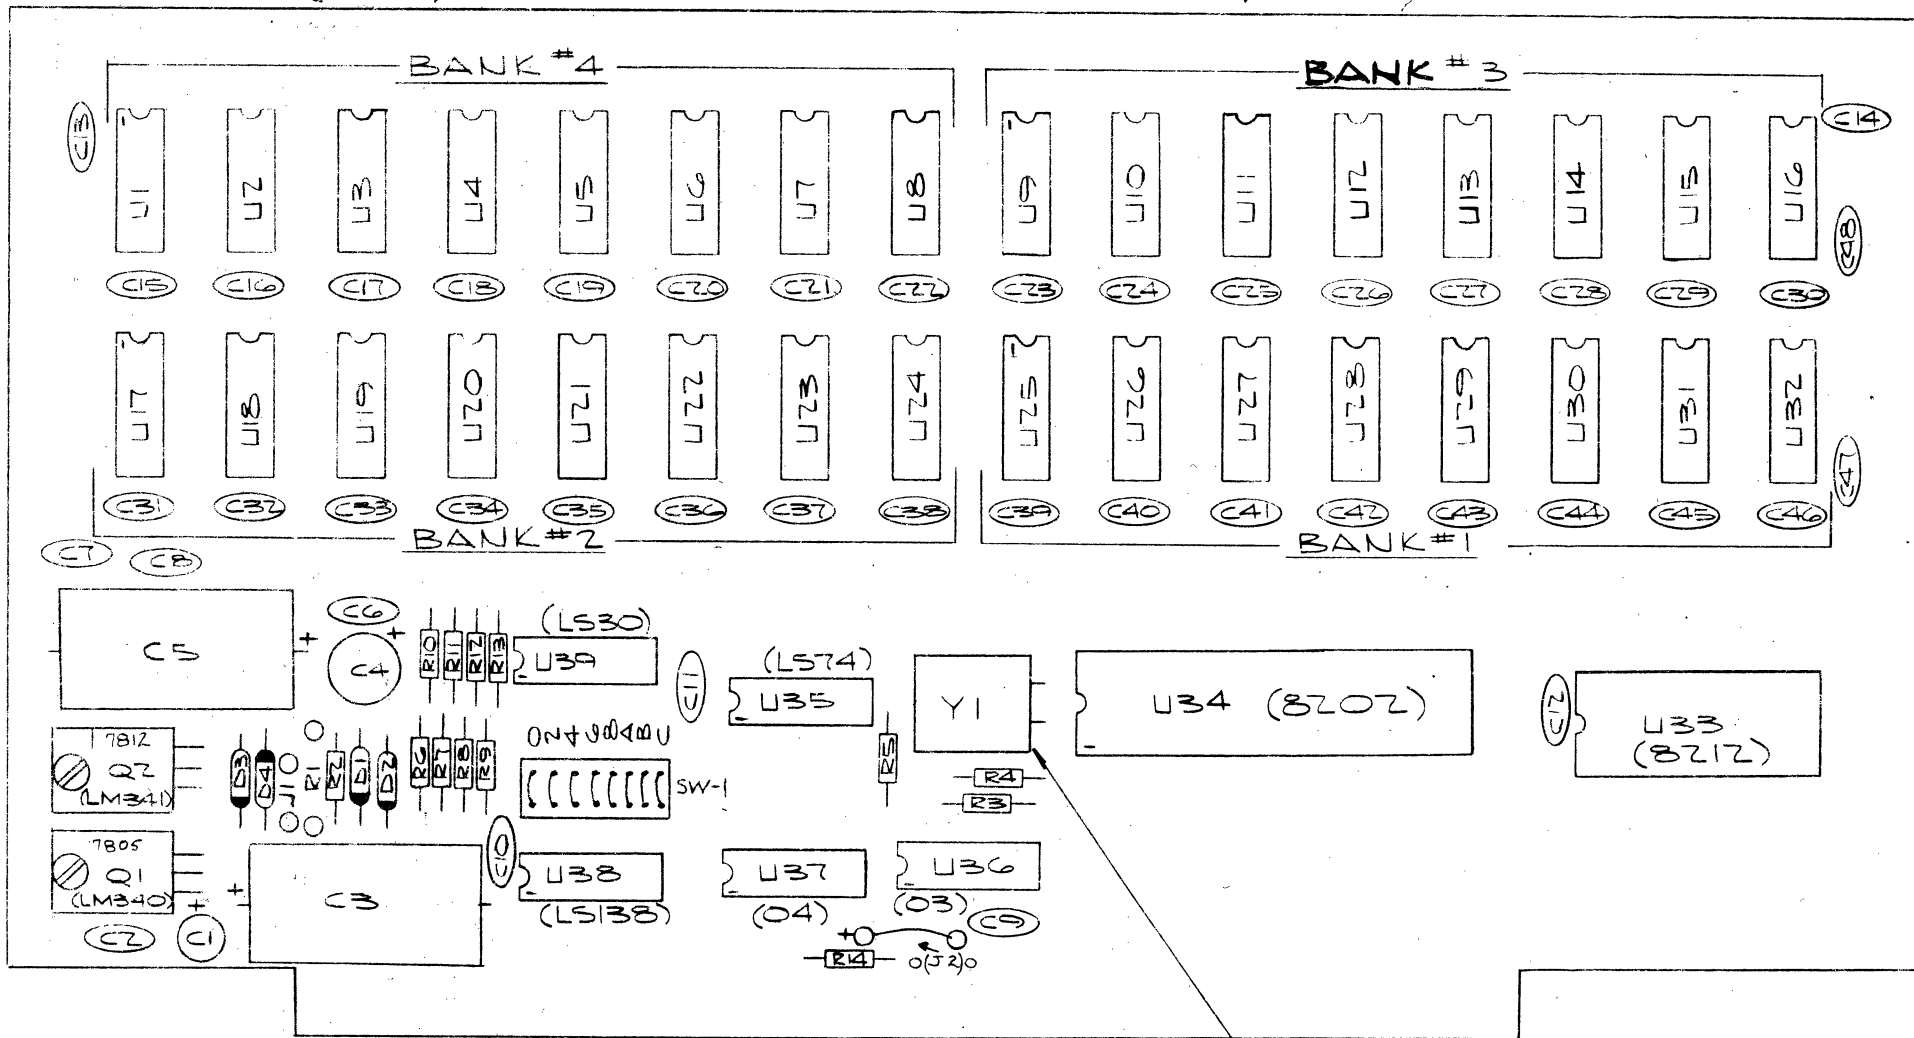 BANK #4
BANK #3
C13 U1 U2 U3 U4 U5 U6 U7 U8 U9 U10 U11 U12 U13 U14 U15 U16 C14
C48
C15 C16 C17 C18 C19 C20 C21 C22 C23 C24 C25 C26 C27 C28 C29 C30
U17 U18 U19 U20 U21 U22 U23 U24 U25 U26 U27 U28 U29 U30 U31 U32
C47
C31 C32 C33 C34 C35 C36 C37 C38 C39 C40 C41 C42 C43 C44 C45 C46
BANK #2
BANK #1
C7 C8
C5 +
C6
C4 +
R10 R11 R12 R13
(LS30)
U39
C11
(LS74)
U35
Y1
U34 (8202)
C12
U33
(8212)
7812
Q2
(LM341)
D3 D4 J1 R1 R2 D1 D2
R6 R7 R8 R9
SW-1
R5
R4
R3
7805
Q1
(LM340)
C2
+
C1
+
C3
C10
U38
(LS138)
U37
(04)
U36
(03)
C9
+
R14
(J2)